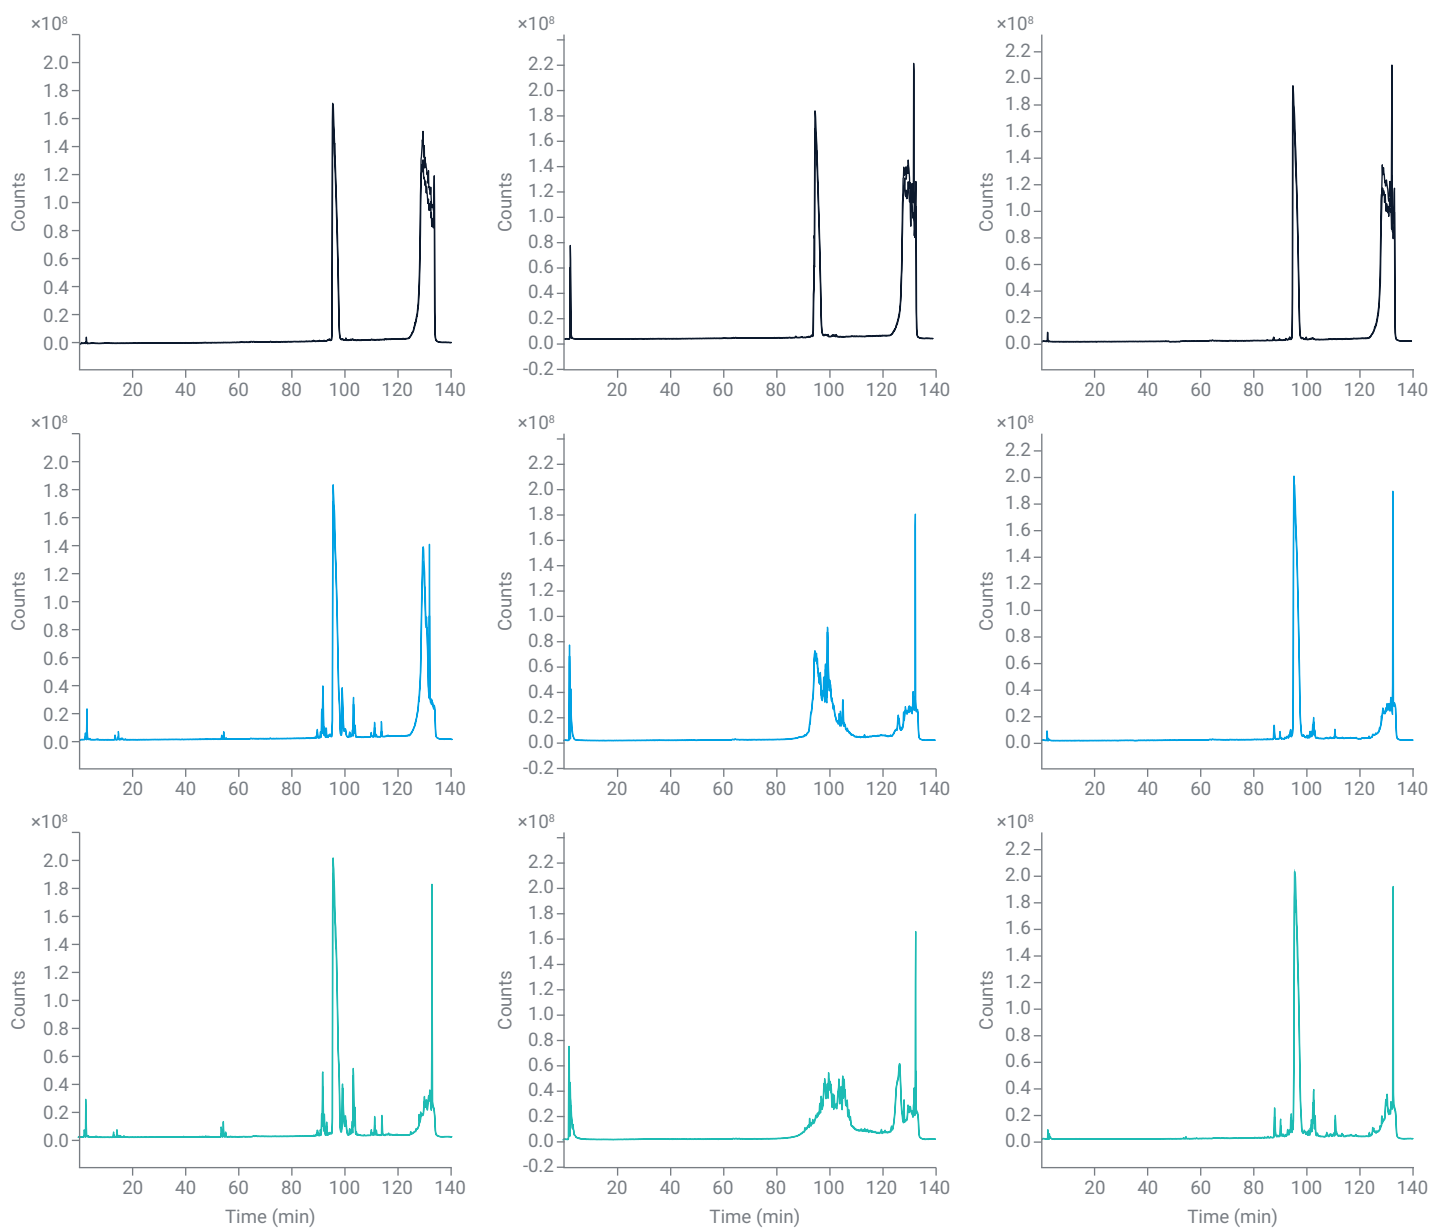 ×10⁸ ×10⁸ ×10⁸
Counts 2.0 1.8 1.6 1.4 1.2 1.0 0.8 0.6 0.4 0.2 0.0
20 40 60 80 100 120 140
Counts 2.2 2.0 1.8 1.6 1.4 1.2 1.0 0.8 0.6 0.4 0.2 0.0 -0.2
20 40 60 80 100 120 140
Counts 2.2 2.0 1.8 1.6 1.4 1.2 1.0 0.8 0.6 0.4 0.2 0.0
20 40 60 80 100 120 140
×10⁸ ×10⁸ ×10⁸
Counts 2.0 1.8 1.6 1.4 1.2 1.0 0.8 0.6 0.4 0.2 0.0
20 40 60 80 100 120 140
Counts 2.2 2.0 1.8 1.6 1.4 1.2 1.0 0.8 0.6 0.4 0.2 0.0 -0.2
20 40 60 80 100 120 140
Counts 2.2 2.0 1.8 1.6 1.4 1.2 1.0 0.8 0.6 0.4 0.2 0.0
20 40 60 80 100 120 140
×10⁸ ×10⁸ ×10⁸
Counts 2.0 1.8 1.6 1.4 1.2 1.0 0.8 0.6 0.4 0.2 0.0
20 40 60 80 100 120 140
Time (min)
Counts 2.2 2.0 1.8 1.6 1.4 1.2 1.0 0.8 0.6 0.4 0.2 0.0 -0.2
20 40 60 80 100 120 140
Time (min)
Counts 2.2 2.0 1.8 1.6 1.4 1.2 1.0 0.8 0.6 0.4 0.2 0.0
20 40 60 80 100 120 140
Time (min)